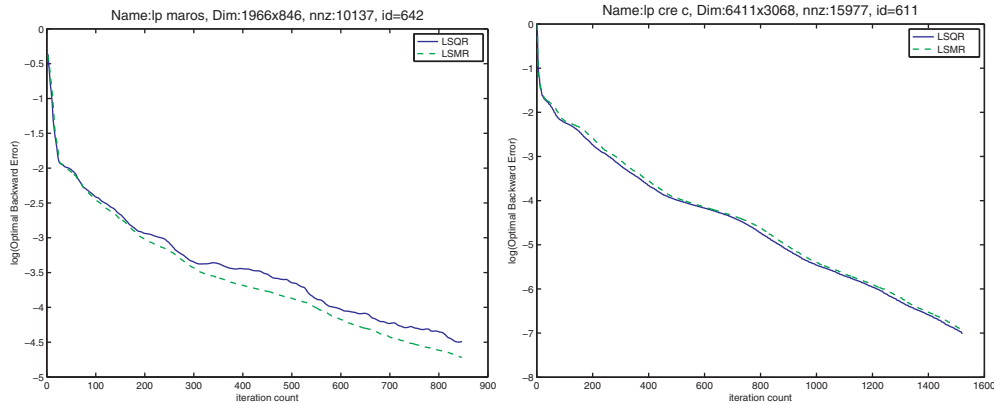 Name:lp maros, Dim:1966x846, nnz:10137, id=642
0
−0.5
−1
−1.5
−2
−2.5
−3
−3.5
−4
−4.5
−5
log(Optimal Backward Error)
LSQR
LSMR
0 100 200 300 400 500 600 700 800 900
iteration count
Name:lp cre c, Dim:6411x3068, nnz:15977, id=611
0
−1
−2
−3
−4
−5
−6
−7
−8
log(Optimal Backward Error)
LSQR
LSMR
0 200 400 600 800 1000 1200 1400 1600
iteration count